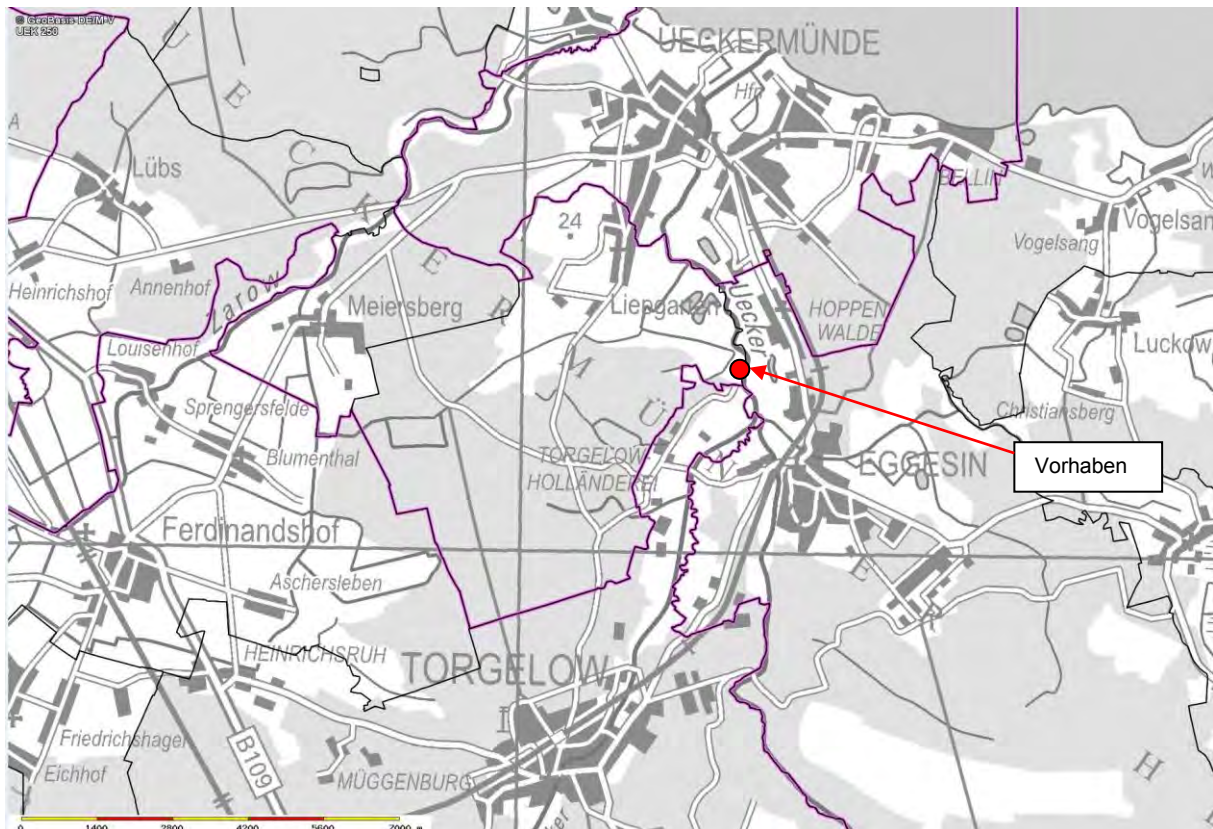 © GeoBasis-DE/M-V
UEK 250
UECKERMÜNDE
Hfn
A
Lübs
BELLIN
Vogelsang
Vogelsan
24
Heinrichshof
Annenhof
Zarow
Meiersberg
Liepgarten
Uecker
HOPPEN
WALDE
Luckow
Louisenhof
Sprengersfelde
Christiansberg
Blumenthal
TORGELOW
HOLLÄNDEREI
EGGESIN
Vorhaben
Ferdinandshof
Aschersleben
HEINRICHSRUH
TORGELOW
Friedrichshagen
B109
Eichhof
MÜGGENBURG
U E C K E R M Ü
E
H
0 1400 2800 4200 5600 7000 m